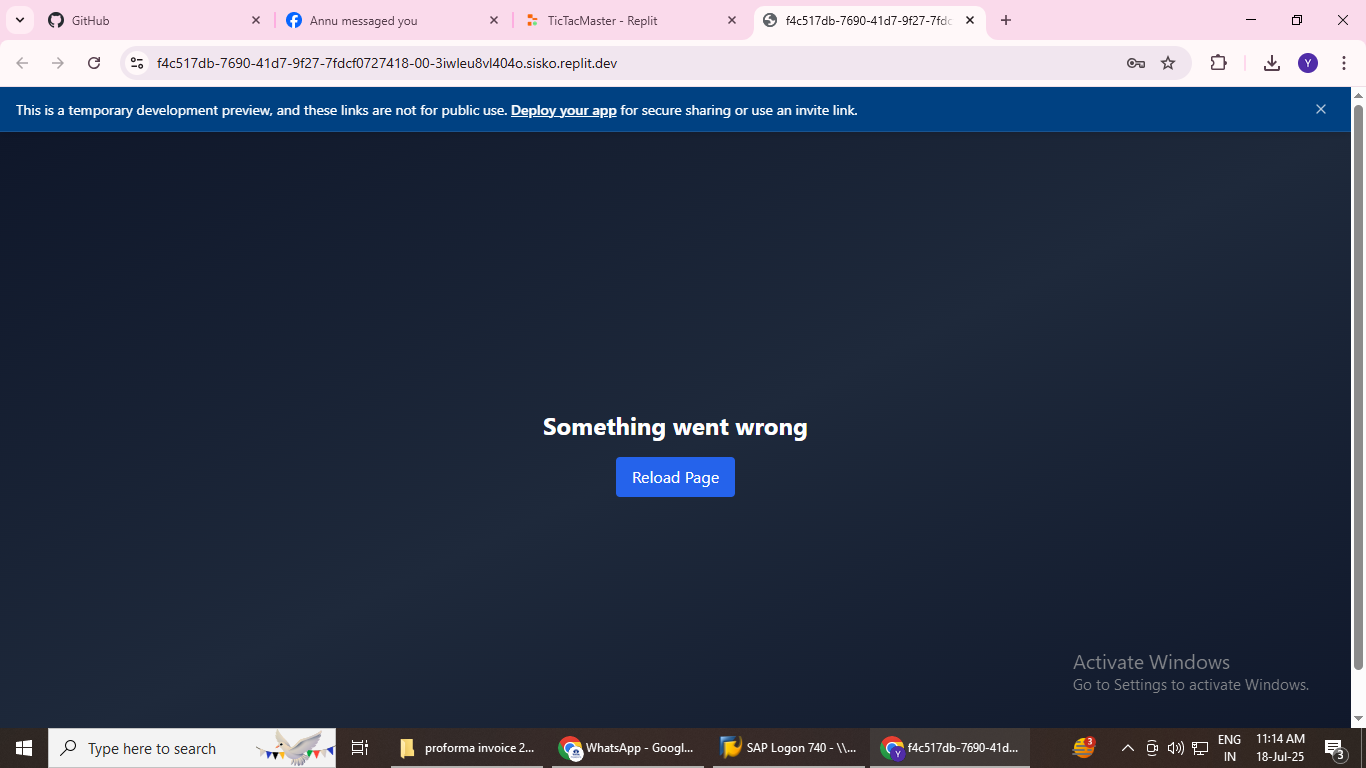 GitHub
Annu messaged you
TicTacMaster - Replit
f4c517db-7690-41d7-9f27-7fdc
f4c517db-7690-41d7-9f27-7fdcf0727418-00-3iwleu8vl404o.sisko.replit.dev
Y
This is a temporary development preview, and these links are not for public use. Deploy your app for secure sharing or use an invite link.
Something went wrong
Reload Page
Activate Windows
Go to Settings to activate Windows.
Type here to search
proforma invoice 2...
WhatsApp - Googl...
SAP Logon 740 - \\...
Y
f4c517db-7690-41d...
3
ENG
IN
11:14 AM
18-Jul-25
3